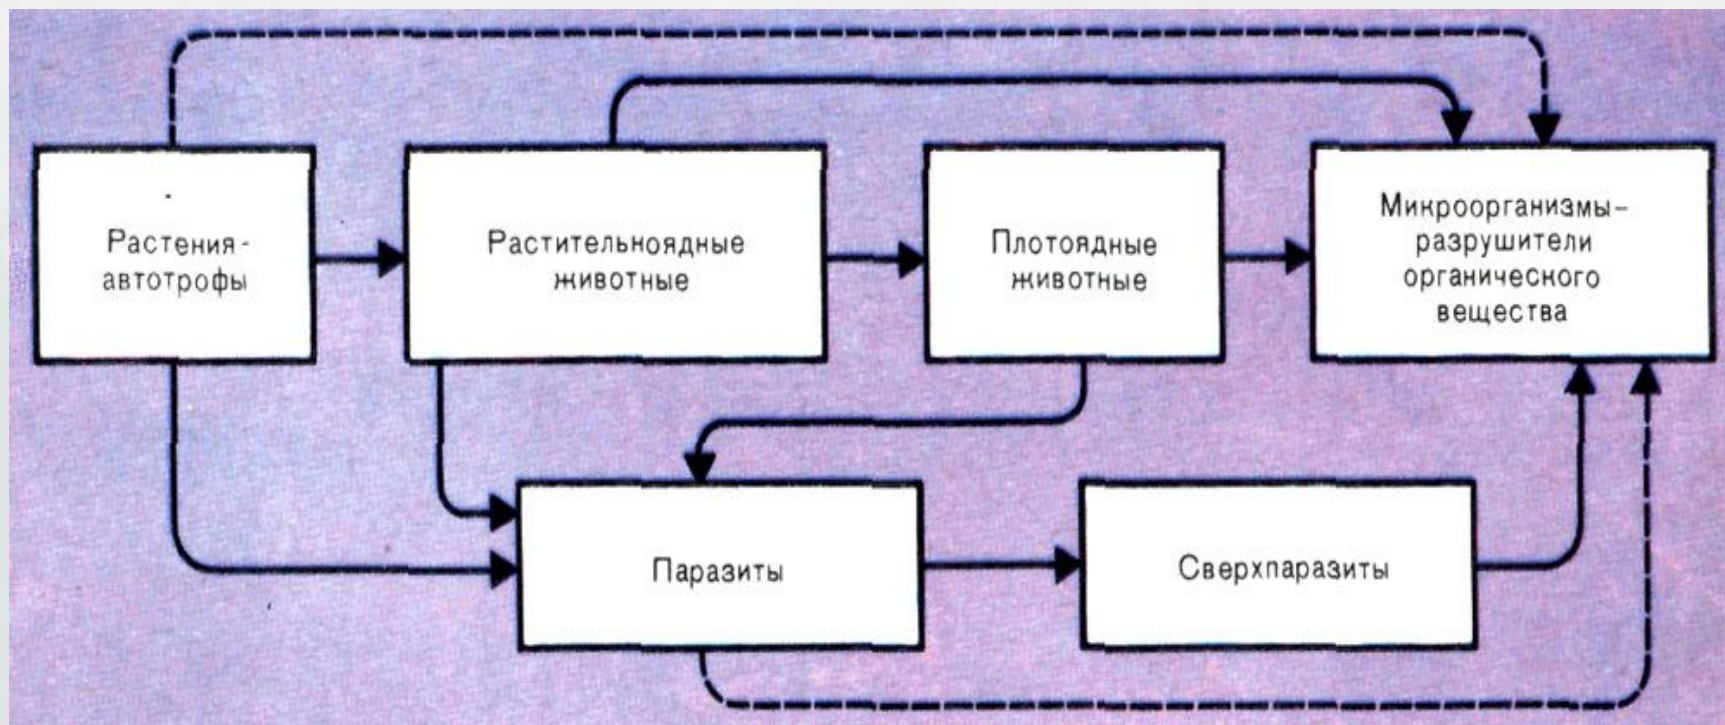 Растения-
автотрофы
Растительноядные
животные
Плотоядные
животные
Микроорганизмы-
разрушители
органического
вещества
Паразиты
Сверхпаразиты